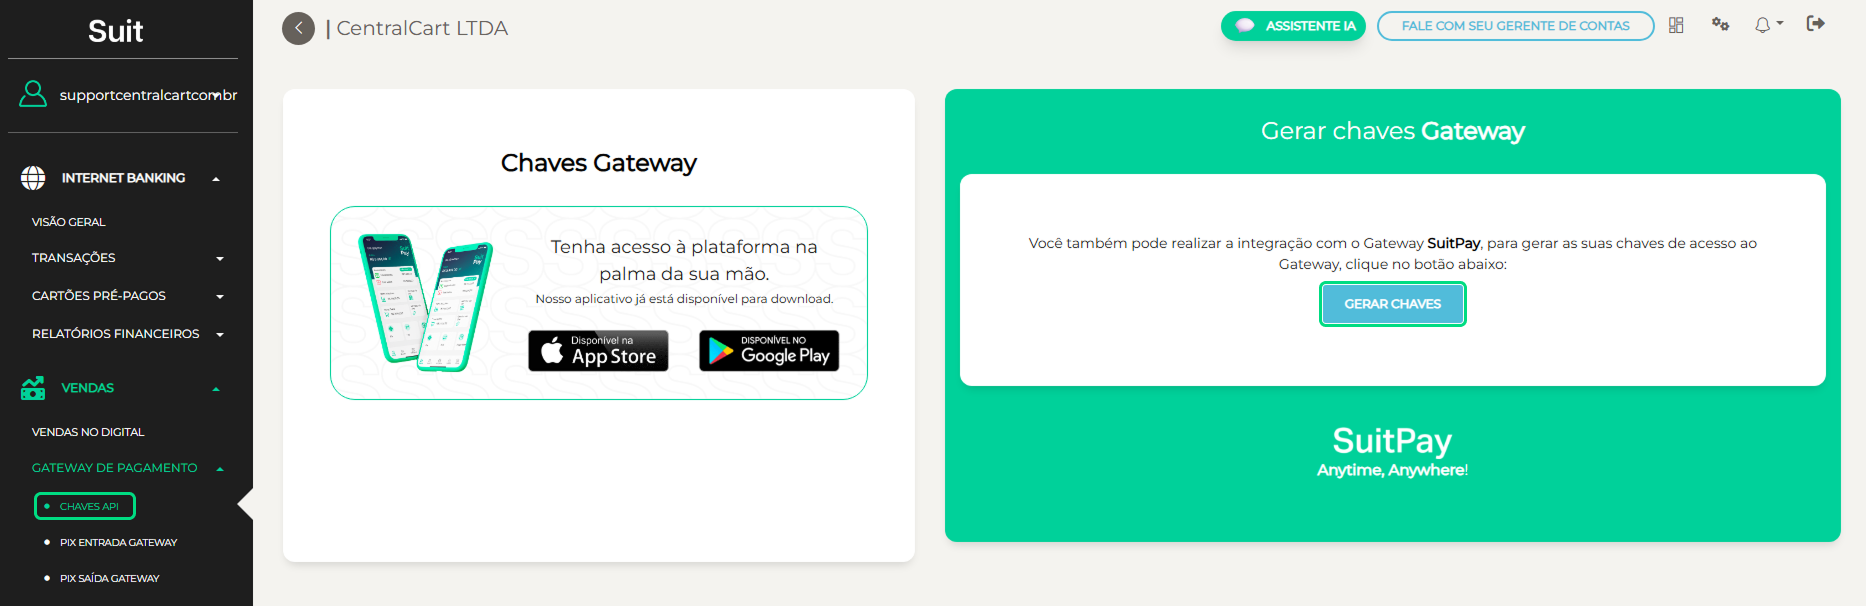 Suit
supportcentralcartcombr
INTERNET BANKING
VISÃO GERAL
TRANSAÇÕES
CARTÕES PRÉ-PAGOS
RELATÓRIOS FINANCEIROS
VENDAS
VENDAS NO DIGITAL
GATEWAY DE PAGAMENTO
CHAVES API
PIX ENTRADA GATEWAY
PIX SAÍDA GATEWAY
| CentralCart LTDA
ASSISTENTE IA
FALE COM SEU GERENTE DE CONTAS
Chaves Gateway
Suit
Pay
Suit
Pay
Tenha acesso à plataforma na
palma da sua mão.
Nosso aplicativo já está disponível para download.
Disponível na
App Store
DISPONÍVEL NO
Google Play
Gerar chaves Gateway
Você também pode realizar a integração com o Gateway SuitPay, para gerar as suas chaves de acesso ao
Gateway, clique no botão abaixo:
GERAR CHAVES
SuitPay
Anytime, Anywhere!